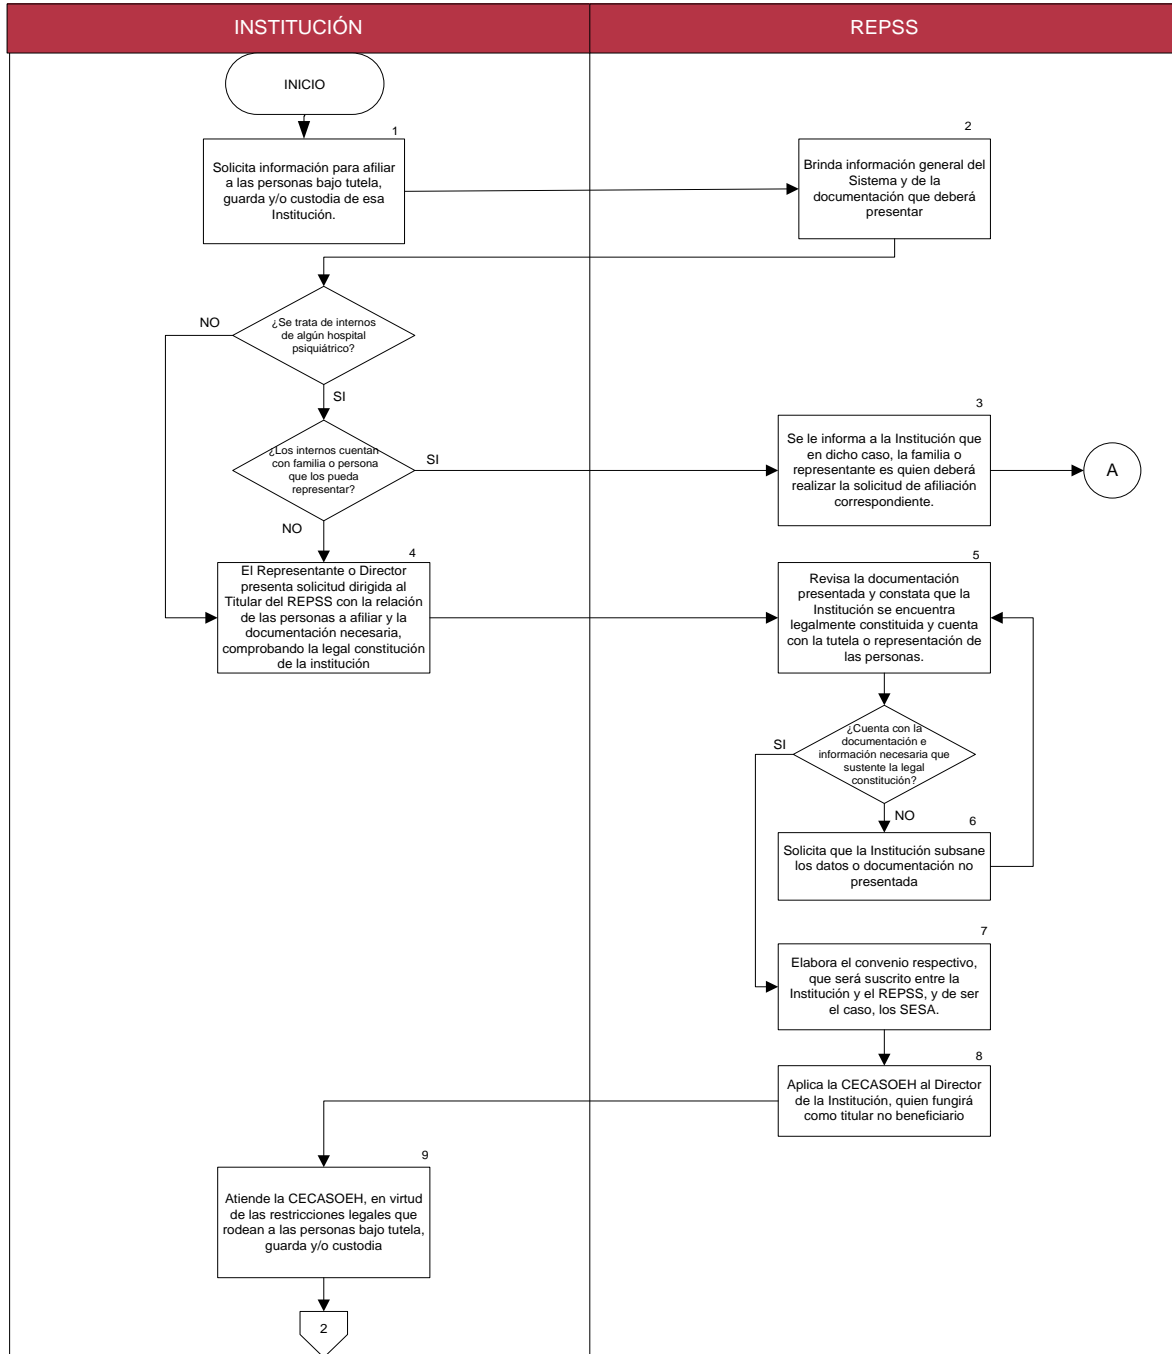 INSTITUCIÓN
REPSS
INICIO
1
Solicita información para afiliar
a las personas bajo tutela,
guarda y/o custodia de esa
Institución.
2
Brinda información general del
Sistema y de la
documentación que deberá
presentar
¿Se trata de internos
de algún hospital
psiquiátrico?
NO
SI
¿Los internos cuentan
con familia o persona
que los pueda
representar?
SI
NO
3
Se le informa a la Institución que
en dicho caso, la familia o
representante es quien deberá
realizar la solicitud de afiliación
correspondiente.
A
4
El Representante o Director
presenta solicitud dirigida al
Titular del REPSS con la relación
de las personas a afiliar y la
documentación necesaria,
comprobando la legal constitución
de la institución
5
Revisa la documentación
presentada y constata que la
Institución se encuentra
legalmente constituida y cuenta
con la tutela o representación de
las personas.
¿Cuenta con la
documentación e
información necesaria que
sustente la legal
constitución?
SI
NO
6
Solicita que la Institución subsane
los datos o documentación no
presentada
7
Elabora el convenio respectivo,
que será suscrito entre la
Institución y el REPSS, y de ser
el caso, los SESA.
8
Aplica la CECASOEH al Director
de la Institución, quien fungirá
como titular no beneficiario
9
Atiende la CECASOEH, en virtud
de las restricciones legales que
rodean a las personas bajo tutela,
guarda y/o custodia
2